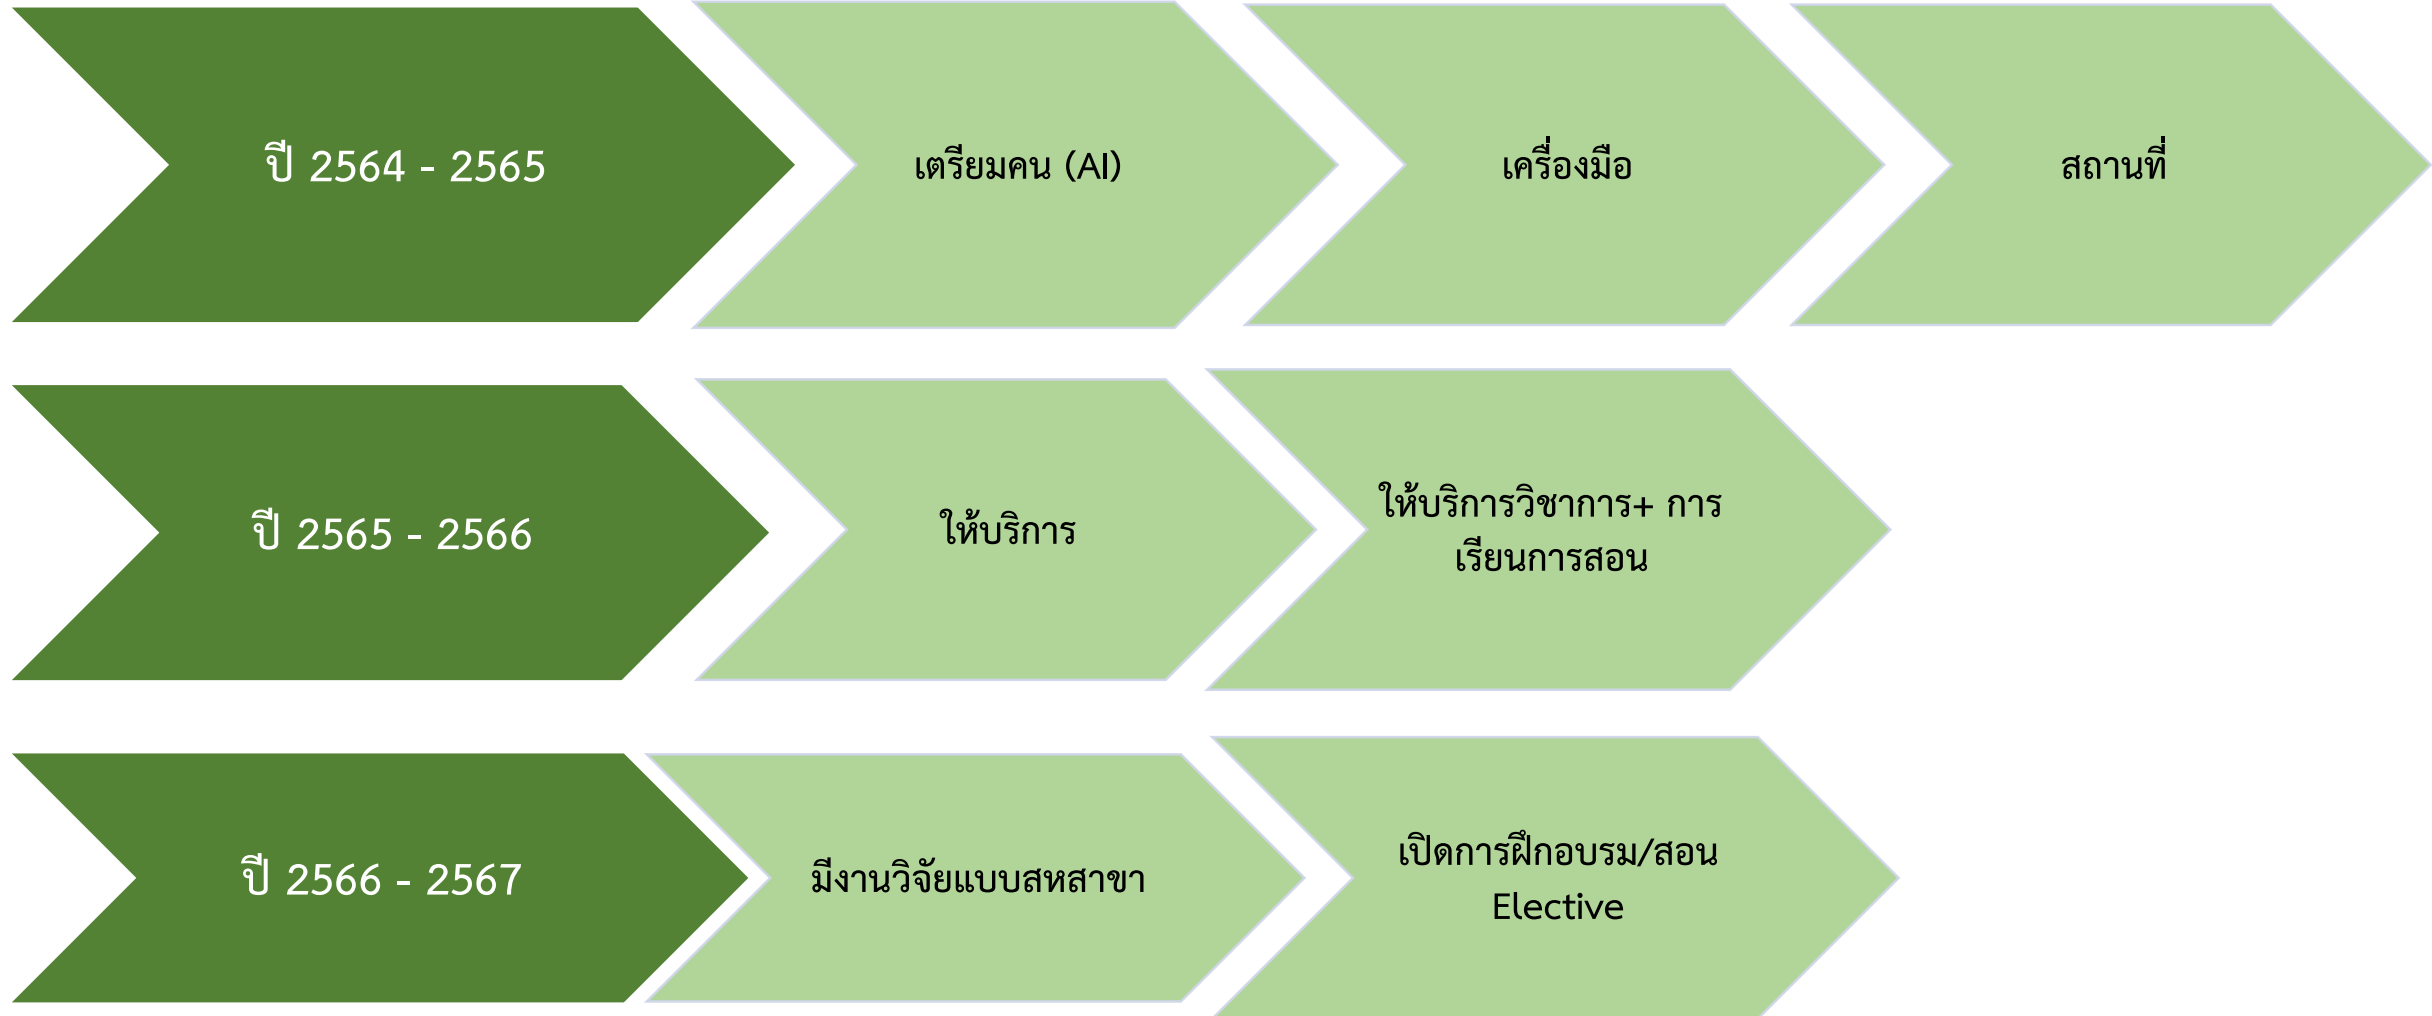 ปี 2564 - 2565
เตรียมคน (AI)
เครื่องมือ
สถานที่
ปี 2565 - 2566
ให้บริการ
ให้บริการวิชาการ+ การ
เรียนการสอน
ปี 2566 - 2567
มีงานวิจัยแบบสหสาขา
เปิดการฝึกอบรม/สอน
Elective